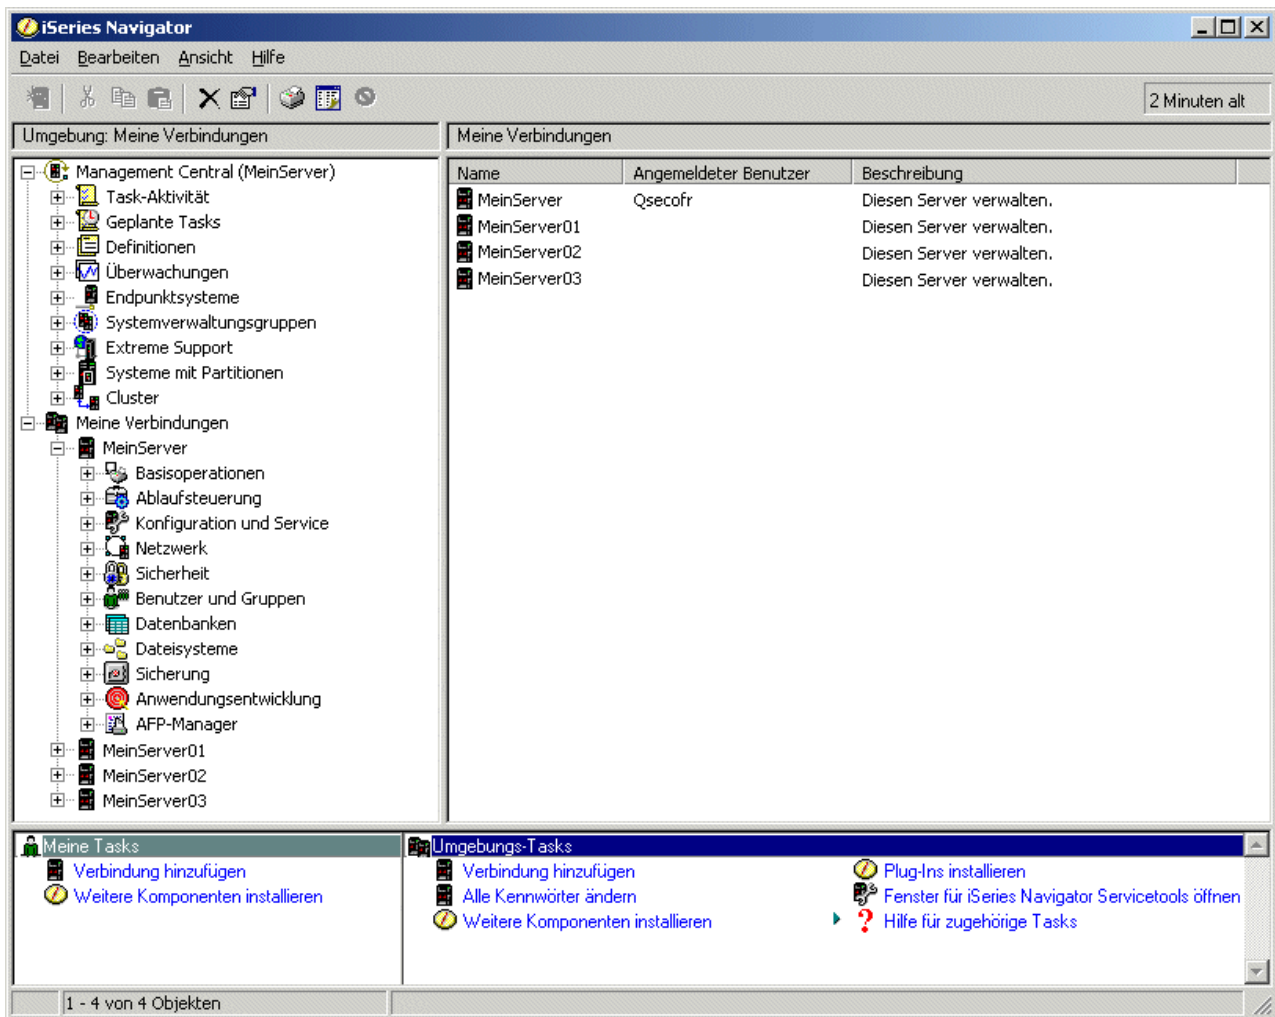 iSeries Navigator
Datei Bearbeiten Ansicht Hilfe
2 Minuten alt
Umgebung: Meine Verbindungen
Meine Verbindungen
Management Central (MeinServer)
Task-Aktivität
Geplante Tasks
Definitionen
Überwachungen
Endpunktsysteme
Systemverwaltungsgruppen
Extreme Support
Systeme mit Partitionen
Cluster
Meine Verbindungen
MeinServer
Basisoperationen
Ablaufsteuerung
Konfiguration und Service
Netzwerk
Sicherheit
Benutzer und Gruppen
Datenbanken
Dateisysteme
Sicherung
Anwendungsentwicklung
AFP-Manager
MeinServer01
MeinServer02
MeinServer03
Name Angemeldeter Benutzer Beschreibung
MeinServer Qsecofr Diesen Server verwalten.
MeinServer01 Diesen Server verwalten.
MeinServer02 Diesen Server verwalten.
MeinServer03 Diesen Server verwalten.
Meine Tasks
Verbindung hinzufügen
Weitere Komponenten installieren
Umgebungs-Tasks
Verbindung hinzufügen
Alle Kennwörter ändern
Weitere Komponenten installieren
Plug-Ins installieren
Fenster für iSeries Navigator Servicetools öffnen
Hilfe für zugehörige Tasks
1 - 4 von 4 Objekten